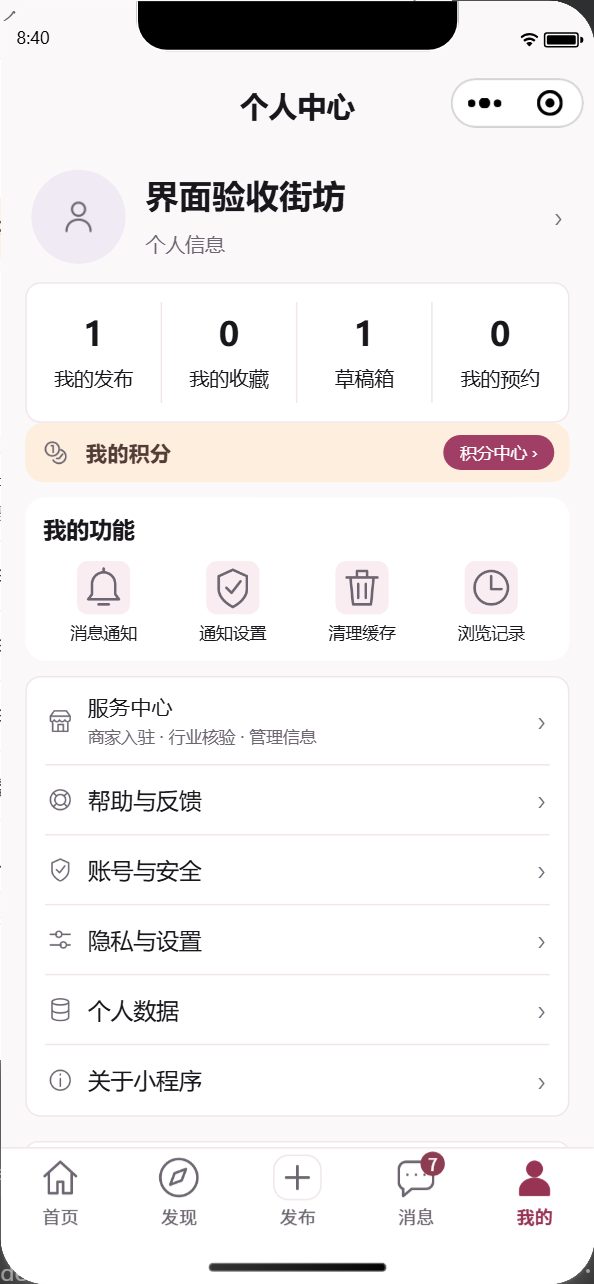 8:40
个人中心
界面验收街坊
个人信息
1 0 1 0
我的发布 我的收藏 草稿箱 我的预约
我的积分 积分中心 ›
我的功能
消息通知 通知设置 清理缓存 浏览记录
服务中心
商家入驻 · 行业核验 · 管理信息
帮助与反馈
账号与安全
隐私与设置
个人数据
关于小程序
7
首页 发现 发布 消息 我的